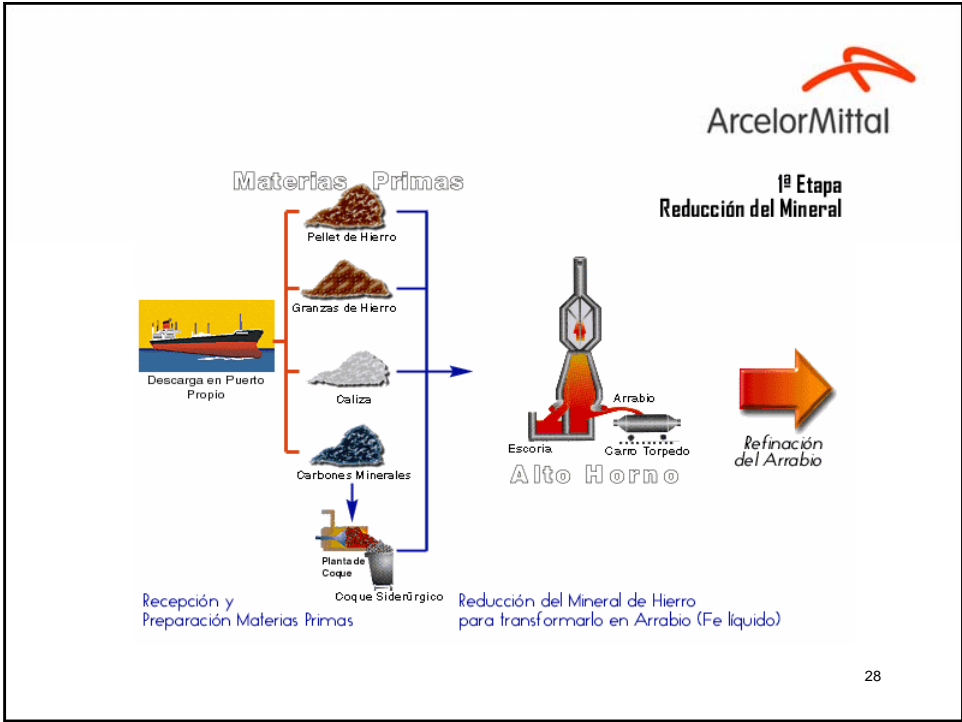 ArcelorMittal
1ª Etapa
Reducción del Mineral
Materias Primas
Pellet de Hierro
Granzas de Hierro
Descarga en Puerto
Propio
Caliza
Carbones Minerales
Planta de
Coque
Coque Siderúrgico
Arrabio
Escoria
Carro Torpedo
Alto Horno
Refinación
del Arrabio
Recepción y
Preparación Materias Primas
Reducción del Mineral de Hierro
para transformarlo en Arrabio (Fe líquido)
28